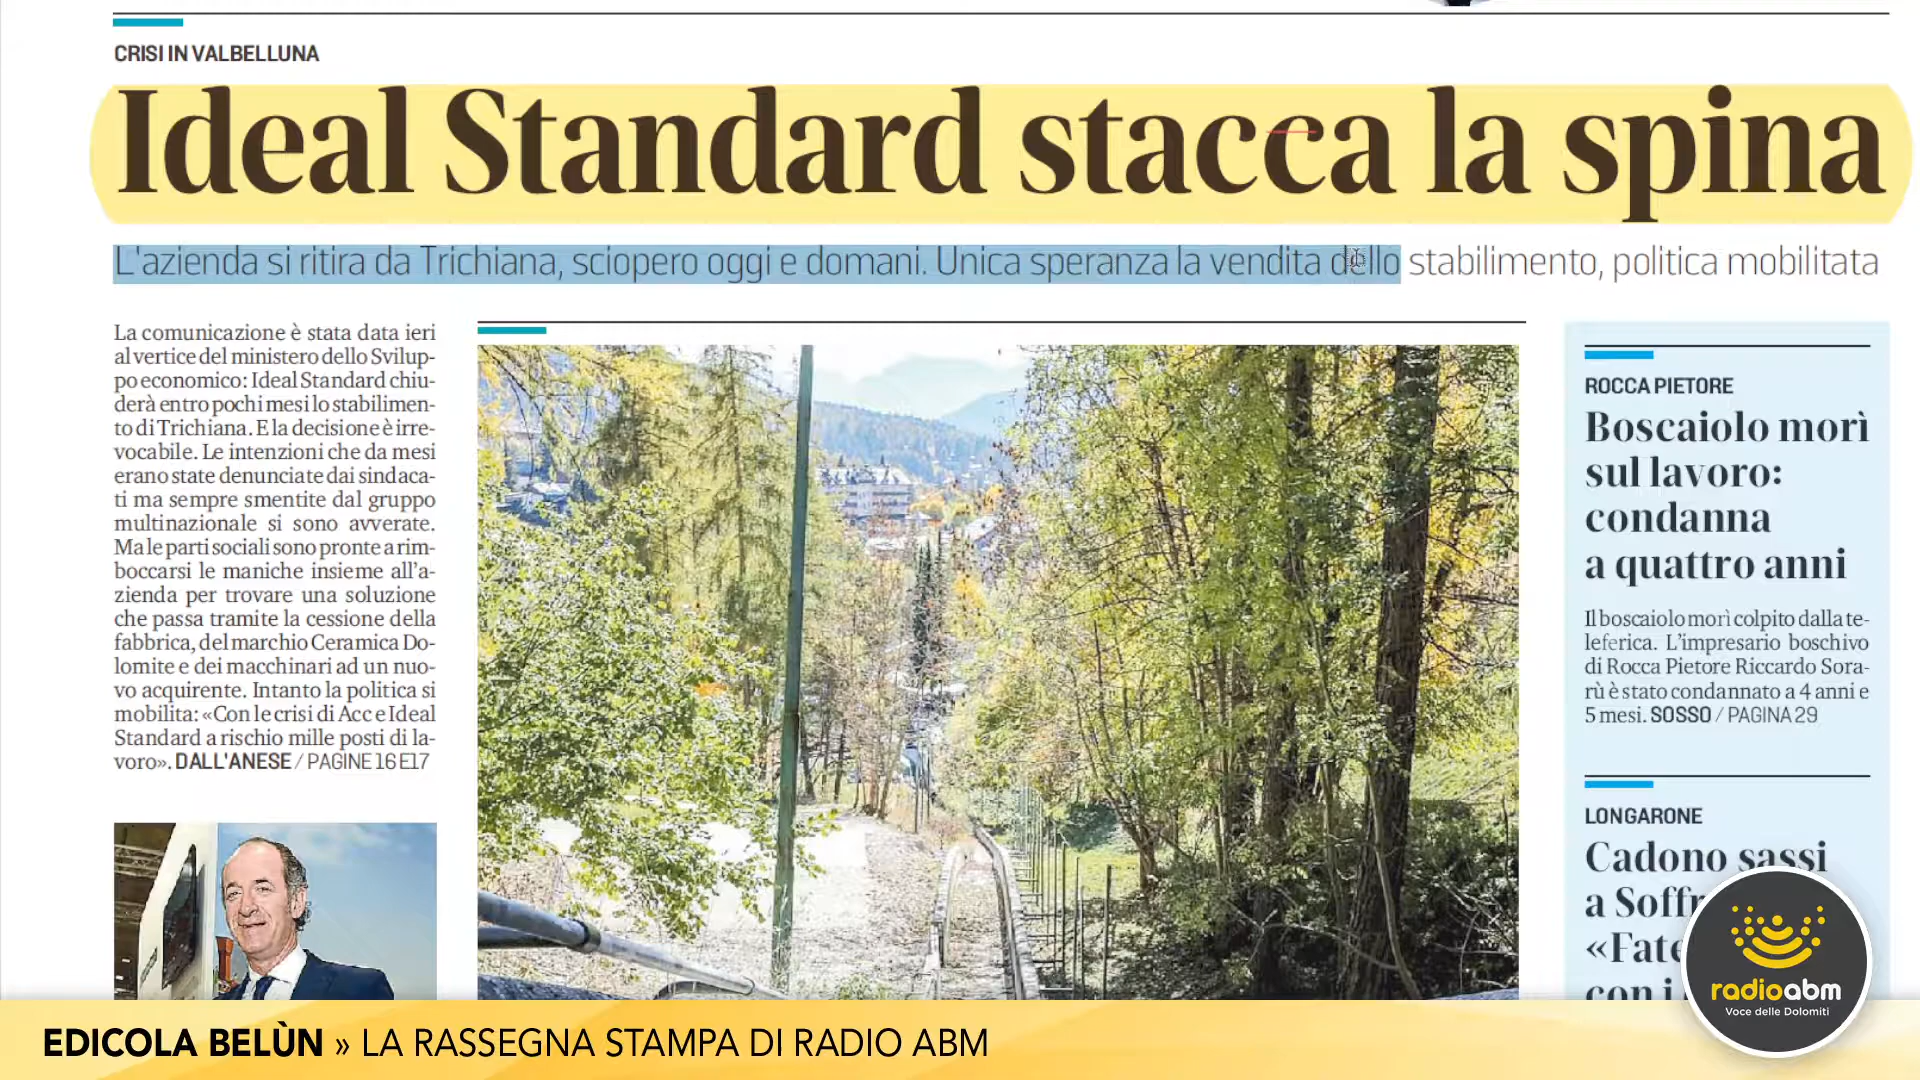 CRISI IN VALBELLUNA
Ideal Standard stacca la spina
L'azienda si ritira da Trichiana, sciopero oggi e domani. Unica speranza la vendita dello stabilimento, politica mobilitata
La comunicazione è stata data ieri
al vertice del ministero dello Svilup-
po economico: Ideal Standard chiu-
derà entro pochi mesi lo stabilimen-
to di Trichiana. E la decisione è irre-
vocabile. Le intenzioni che da mesi
erano state denunciate dai sindaca-
ti ma sempre smentite dal gruppo
multinazionale si sono avverate.
Ma le parti sociali sono pronte a rim-
boccarsi le maniche insieme all'a-
zienda per trovare una soluzione
che passa tramite la cessione della
fabbrica, del marchio Ceramica Do-
lomite e dei macchinari ad un nuo-
vo acquirente. Intanto la politica si
mobilita: «Con le crisi di Acc e Ideal
Standard a rischio mille posti di la-
voro». DALL'ANESE / PAGINE 16 E 17
ROCCA PIETORE
Boscaiolo morì
sul lavoro:
condanna
a quattro anni
Il boscaiolo morì colpito dalla te-
leferica. L'impresario boschivo
di Rocca Pietore Riccardo Sora-
rù è stato condannato a 4 anni e
5 mesi. SOSSO / PAGINA 29
LONGARONE
Cadono sassi
a Soffr
«Fate
con i
radioabm
Voce delle Dolomiti
EDICOLA BELÙN » LA RASSEGNA STAMPA DI RADIO ABM